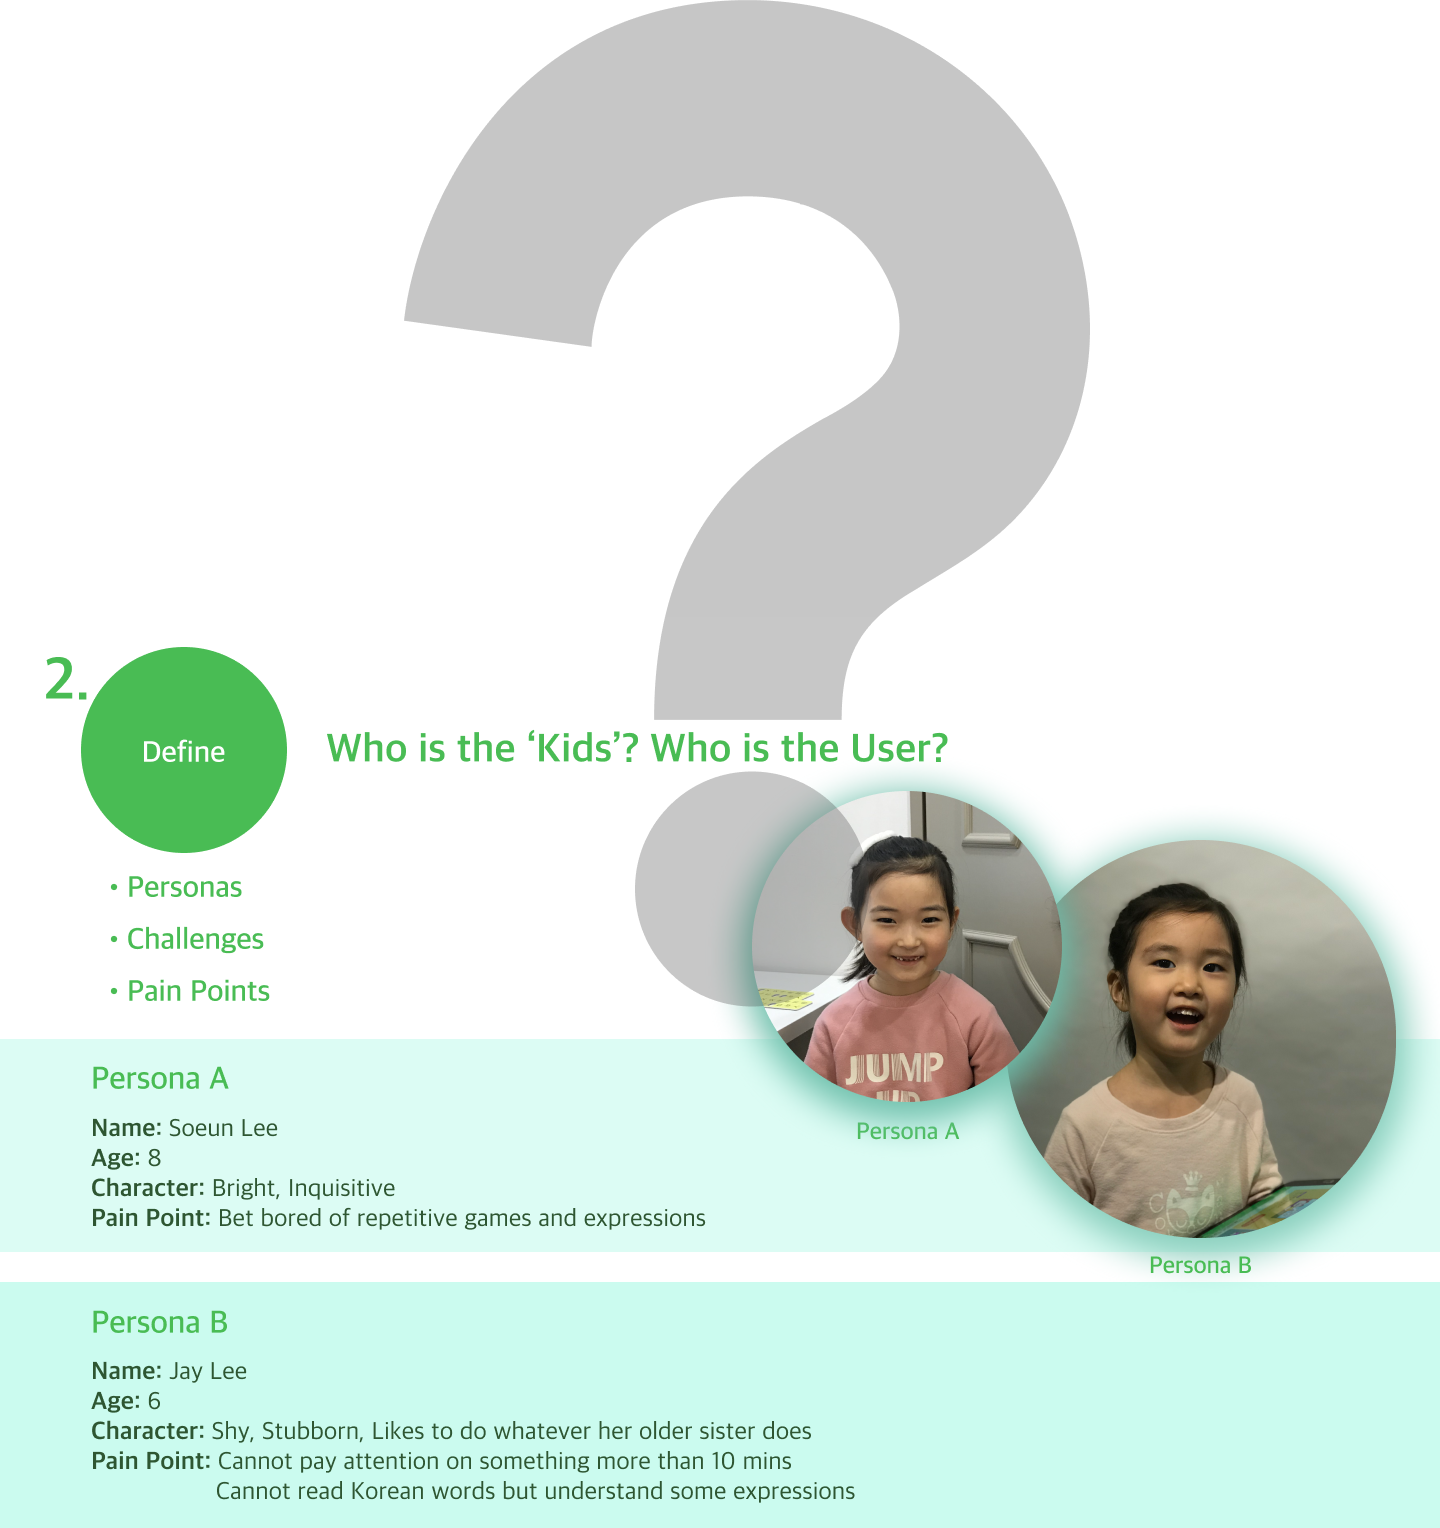 2.
Define
Who is the ‘Kids’? Who is the User?
• Personas
• Challenges
• Pain Points
JUUMP
UP
Persona A
Persona B
Persona A
Name: Soeun Lee
Age: 8
Character: Bright, Inquisitive
Pain Point: Bet bored of repetitive games and expressions
Persona B
Name: Jay Lee
Age: 6
Character: Shy, Stubborn, Likes to do whatever her older sister does
Pain Point: Cannot pay attention on something more than 10 mins
Cannot read Korean words but understand some expressions